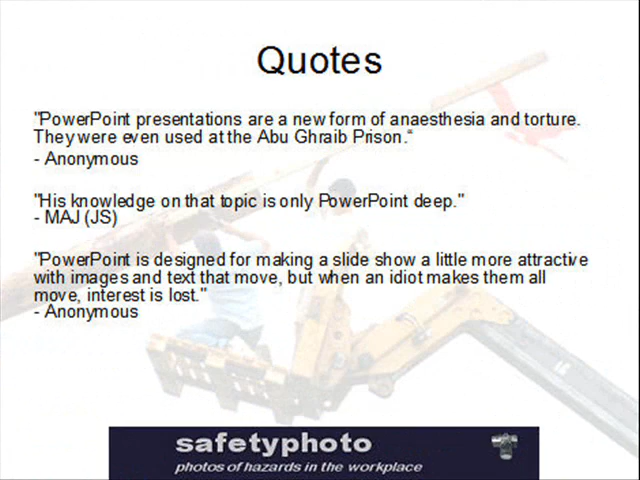 Quotes
"PowerPoint presentations are a new form of anaesthesia and torture.
They were even used at the Abu Ghraib Prison.“
- Anonymous
"His knowledge on that topic is only PowerPoint deep."
- MAJ (JS)
"PowerPoint is designed for making a slide show a little more attractive
with images and text that move, but when an idiot makes them all
move, interest is lost."
- Anonymous
safetyphoto
photos of hazards in the workplace